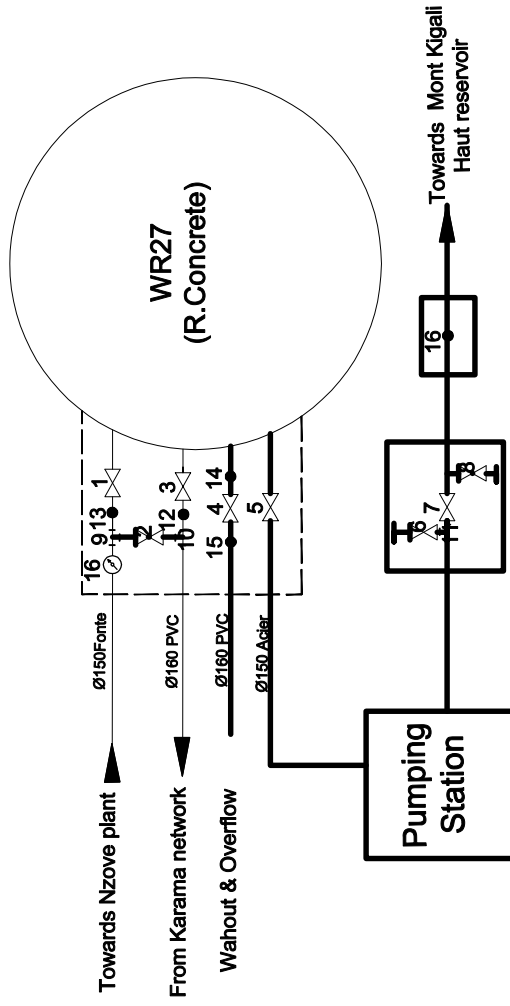 WR27
(R.Concrete)
1
13
9
16
2
3
12
10
14
4
15
5
Ø150Fonte
Ø160 PVC
Ø160 PVC
Ø150 Acier
Towards Nzove plant
From Karama network
Wahout & Overflow
Pumping
Station
6
11
7
8
16
Towards Mont Kigali
Haut reservoir